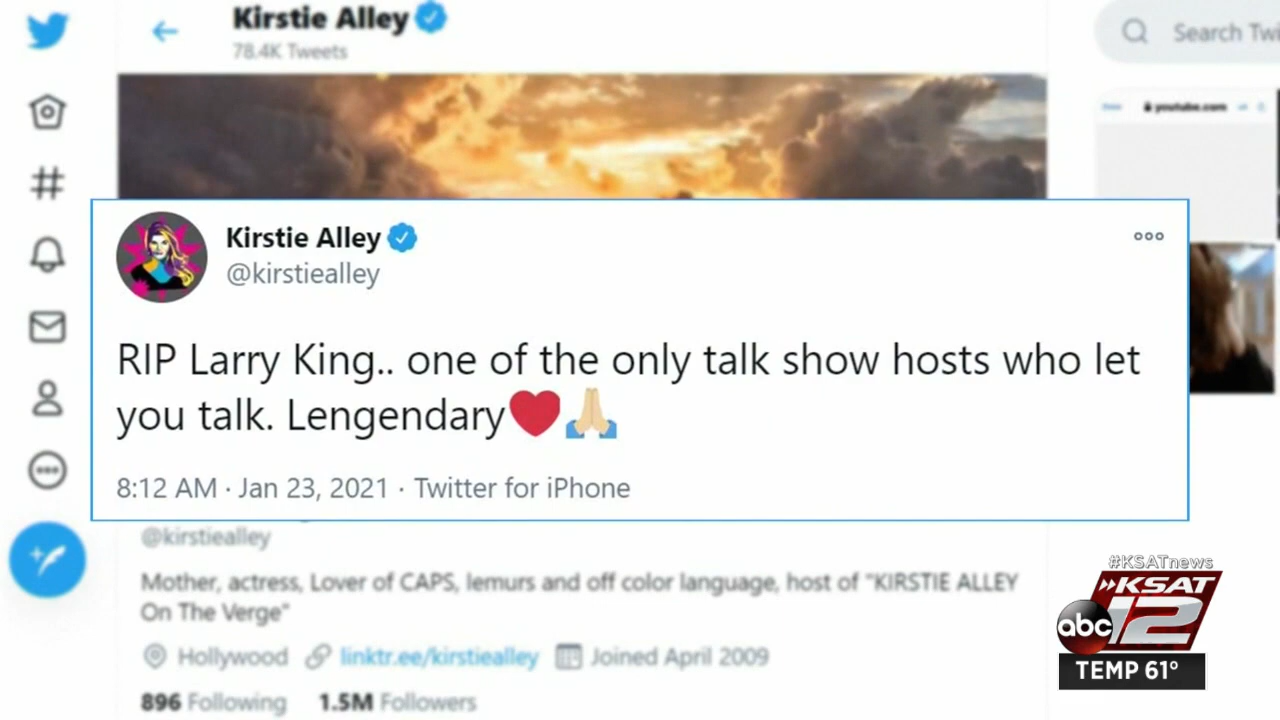 Kirstie Alley
78.4K Tweets
Search Twi
youtube.com
Kirstie Alley
@kirstiealley
RIP Larry King.. one of the only talk show hosts who let
you talk. Lengendary❤️🙏🏼
8:12 AM · Jan 23, 2021 · Twitter for iPhone
@kirstiealley
Mother, actress, Lover of CAPS, lemurs and off color language, host of "KIRSTIE ALLEY
On The Verge"
Hollywood linktr.ee/kirstiealley Joined April 2009
896 Following 1.5M Followers
#KSATnews
KSAT
abc 12
TEMP 61°